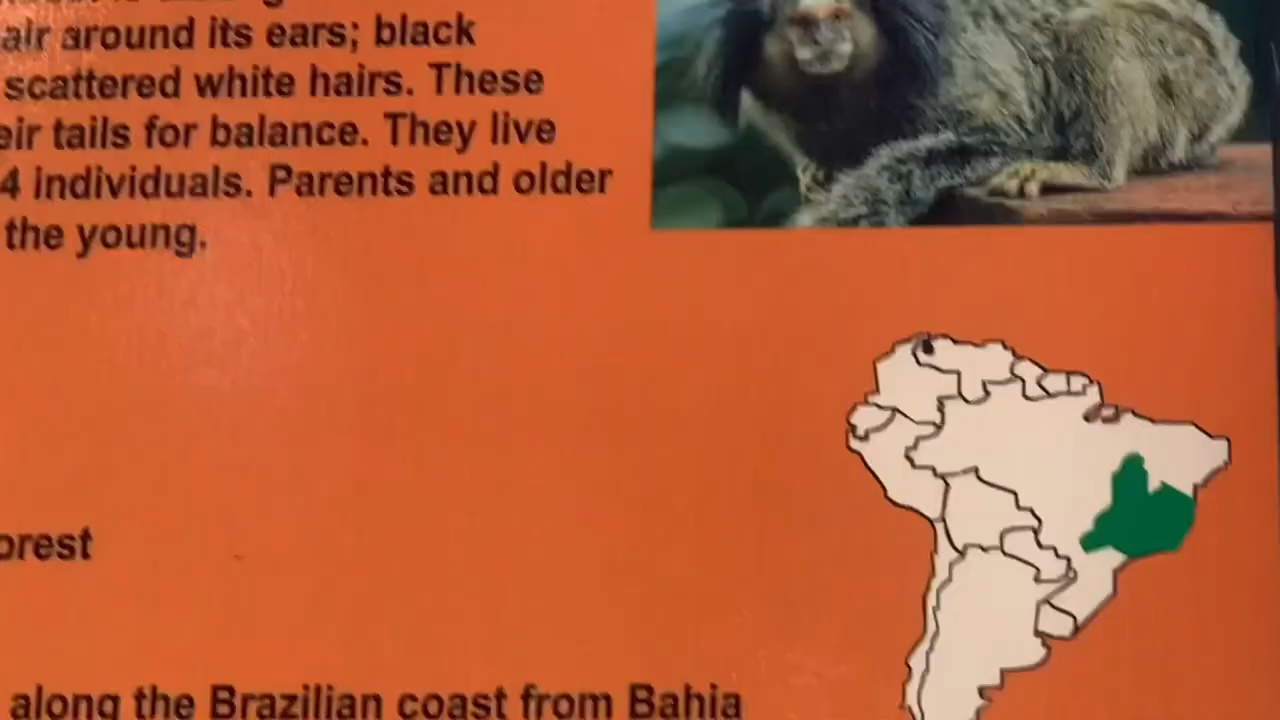 air around its ears; black
scattered white hairs. These
eir tails for balance. They live
4 individuals. Parents and older
the young.
orest
along the Brazilian coast from Bahia